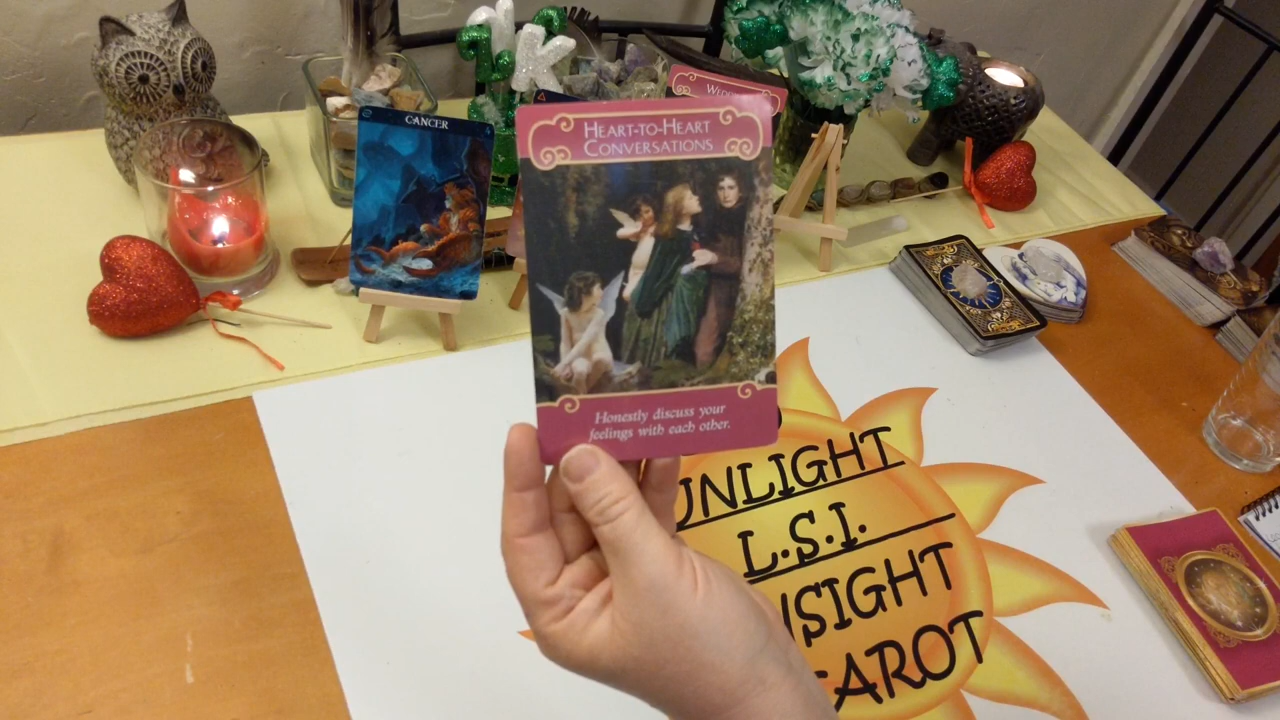 CANCER
HEART-TO-HEART
CONVERSATIONS
Honestly discuss your
feelings with each other.
UNLIGHT
L.S.I.
NSIGHT
TAROT